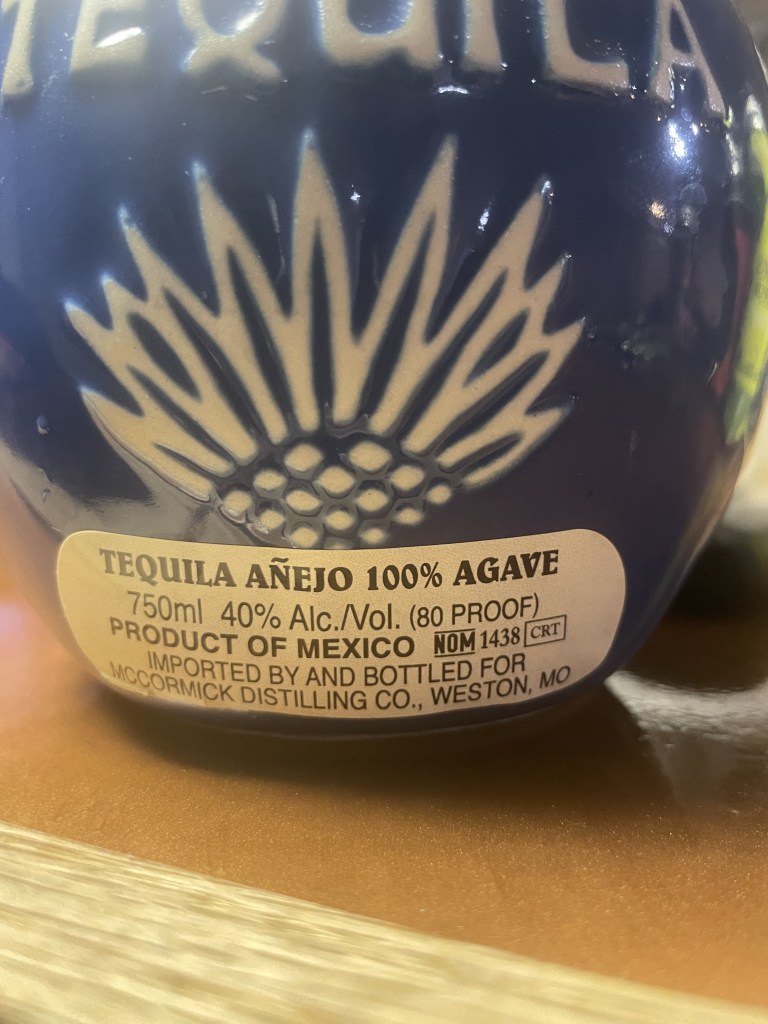 TEQUILA
TEQUILA AÑEJO 100% AGAVE
750ml 40% Alc./Vol. (80 PROOF)
PRODUCT OF MEXICO NOM 1438 CRT
IMPORTED BY AND BOTTLED FOR
MCCORMICK DISTILLING CO., WESTON, MO